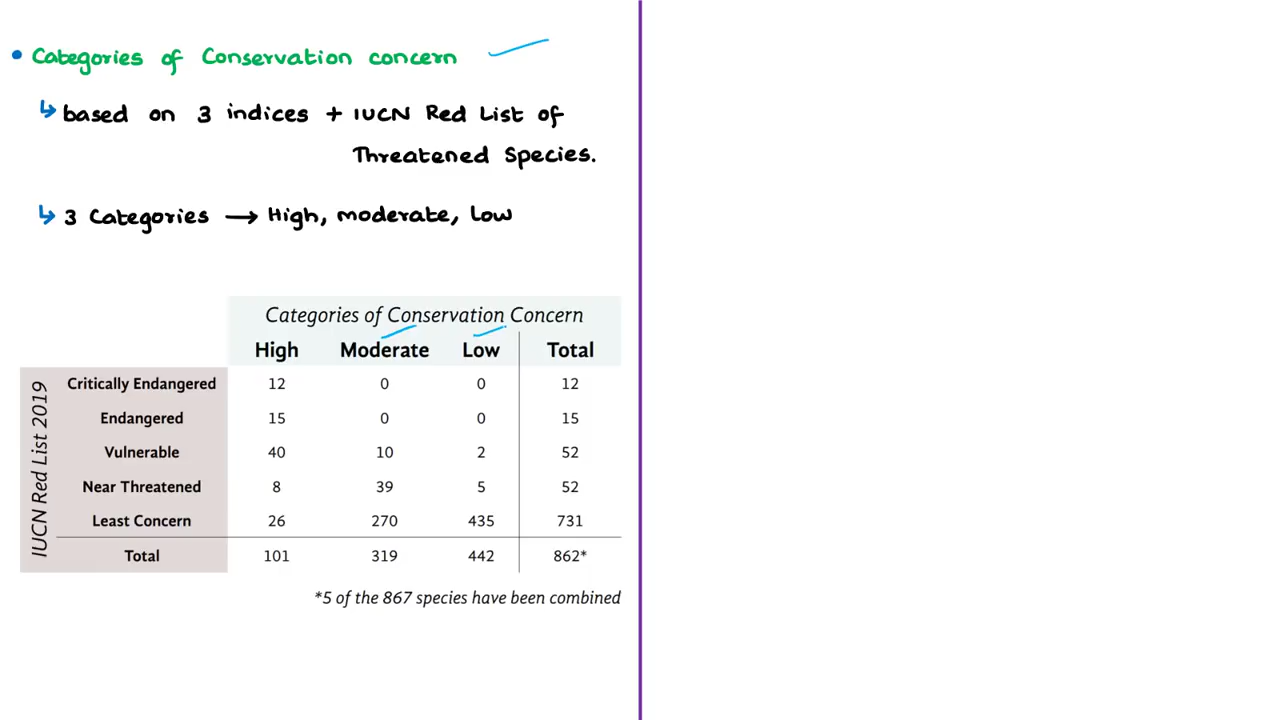 Categories of Conservation concern
based on 3 indices + IUCN Red List of
Threatened Species.
3 Categories → High, moderate, Low
Categories of Conservation Concern
High Moderate Low Total
IUCN Red List 2019
Critically Endangered 12 0 0 12
Endangered 15 0 0 15
Vulnerable 40 10 2 52
Near Threatened 8 39 5 52
Least Concern 26 270 435 731
Total 101 319 442 862*
*5 of the 867 species have been combined